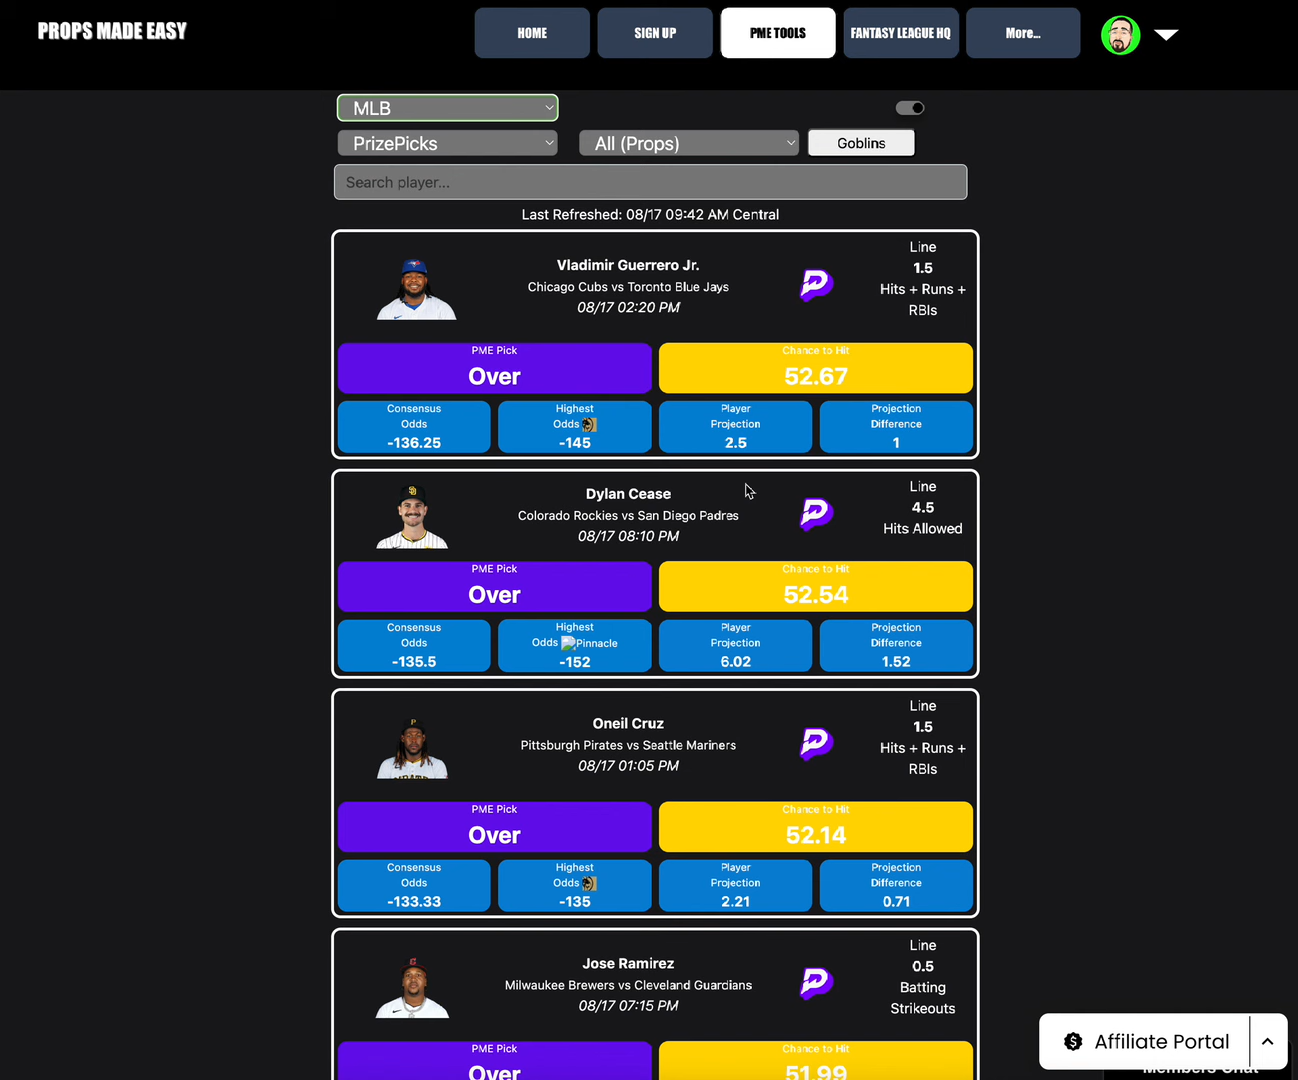 PROPS MADE EASY
HOME
SIGN UP
PME TOOLS
FANTASY LEAGUE HQ
More...
MLB
PrizePicks
All (Props)
Goblins
Search player...
Last Refreshed: 08/17 09:42 AM Central
Vladimir Guerrero Jr.
Chicago Cubs vs Toronto Blue Jays
08/17 02:20 PM
Line
1.5
Hits + Runs +
RBIs
PME Pick
Over
Chance to Hit
52.67
Consensus
Odds
-136.25
Highest
Odds
-145
Player
Projection
2.5
Projection
Difference
1
Dylan Cease
Colorado Rockies vs San Diego Padres
08/17 08:10 PM
Line
4.5
Hits Allowed
PME Pick
Over
Chance to Hit
52.54
Consensus
Odds
-135.5
Highest
Odds Pinnacle
-152
Player
Projection
6.02
Projection
Difference
1.52
Oneil Cruz
Pittsburgh Pirates vs Seattle Mariners
08/17 01:05 PM
Line
1.5
Hits + Runs +
RBIs
PME Pick
Over
Chance to Hit
52.14
Consensus
Odds
-133.33
Highest
Odds
-135
Player
Projection
2.21
Projection
Difference
0.71
Jose Ramirez
Milwaukee Brewers vs Cleveland Guardians
08/17 07:15 PM
Line
0.5
Batting
Strikeouts
PME Pick
Over
Chance to Hit
51.99
Affiliate Portal
Members Chat